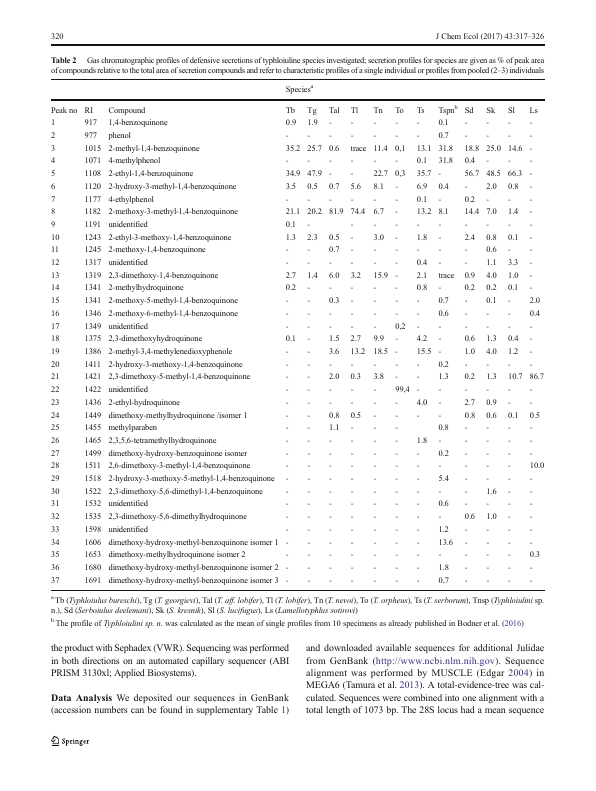 320
J Chem Ecol (2017) 43:317–326
Table 2 Gas chromatographic profiles of defensive secretions of typhloiuline species investigated; secretion profiles for species are given as % of peak area
of compounds relative to the total area of secretion compounds and refer to characteristic profiles of a single individual or profiles from pooled (2–3) individuals
Speciesa
Peak no RI Compound Tb Tg Tal Tl Tn To Ts Tspnb Sd Sk Sl Ls
1 917 1,4-benzoquinone 0.9 1.9 - - - - - 0.1 - - - -
2 977 phenol - - - - - - - 0.7 - - - -
3 1015 2-methyl-1,4-benzoquinone 35.2 25.7 0.6 trace 11.4 0,1 13.1 31.8 18.8 25.0 14.6 -
4 1071 4-methylphenol - - - - - - 0.1 31.8 0.4 - - -
5 1108 2-ethyl-1,4-benzoquinone 34.9 47.9 - - 22.7 0,3 35.7 - 56.7 48.5 66.3 -
6 1120 2-hydroxy-3-methyl-1,4-benzoquinone 3.5 0.5 0.7 5.6 8.1 - 6.9 0.4 - 2.0 0.8 -
7 1177 4-ethylphenol - - - - - - 0.1 - 0.2 - - -
8 1182 2-methoxy-3-methyl-1,4-benzoquinone 21.1 20.2 81.9 74.4 6.7 - 13.2 8.1 14.4 7.0 1.4 -
9 1191 unidentified 0.1 - - - - - - - - - - -
10 1243 2-ethyl-3-methoxy-1,4-benzoquinone 1.3 2.3 0.5 - 3.0 - 1.8 - 2.4 0.8 0.1 -
11 1245 2-methoxy-1,4-benzoquinone - - 0.7 - - - - - - 0.6 - -
12 1317 unidentified - - - - - - 0.4 - - 1.1 3.3 -
13 1319 2,3-dimethoxy-1,4-benzoquinone 2.7 1.4 6.0 3.2 15.9 - 2.1 trace 0.9 4.0 1.0 -
14 1341 2-methylhydroquinone 0.2 - - - - - 0.8 - 0.2 0.2 0.1 -
15 1341 2-methoxy-5-methyl-1,4-benzoquinone - - 0.3 - - - - 0.7 - 0.1 - 2.0
16 1346 2-methoxy-6-methyl-1,4-benzoquinone - - - - - - - 0.6 - - - 0.4
17 1349 unidentified - - - - - 0,2 - - - - - -
18 1375 2,3-dimethoxyhydroquinone 0.1 - 1.5 2.7 9.9 - 4.2 - 0.6 1.3 0.4 -
19 1386 2-methyl-3,4-methylenedioxyphenole - - 3.6 13.2 18.5 - 15.5 - 1.0 4.0 1.2 -
20 1411 2-hydroxy-3-methoxy-1,4-benzoquinone - - - - - - - 0.2 - - - -
21 1421 2,3-dimethoxy-5-methyl-1,4-benzoquinone - - 2.0 0.3 3.8 - - 1.3 0.2 1.3 10.7 86.7
22 1422 unidentified - - - - - 99,4 - - - - - -
23 1436 2-ethyl-hydroquinone - - - - - - 4.0 - 2.7 0.9 - -
24 1449 dimethoxy-methylhydroquinone /isomer 1 - - 0.8 0.5 - - - - 0.8 0.6 0.1 0.5
25 1455 methylparaben - - 1.1 - - - - 0.8 - - - -
26 1465 2,3,5,6-tetramethylhydroquinone - - - - - - 1.8 - - - - -
27 1499 dimethoxy-hydroxy-benzoquinone isomer - - - - - - - 0.2 - - - -
28 1511 2,6-dimethoxy-3-methyl-1,4-benzoquinone - - - - - - - - - - - 10.0
29 1518 2-hydroxy-3-methoxy-5-methyl-1,4-benzoquinone - - - - - - - 5.4 - - - -
30 1522 2,3-dimethoxy-5,6-dimethyl-1,4-benzoquinone - - - - - - - - - 1.6 - -
31 1532 unidentified - - - - - - - 0.6 - - - -
32 1535 2,3-dimethoxy-5,6-dimethylhydroquinone - - - - - - - - 0.6 1.0 - -
33 1598 unidentified - - - - - - - 1.2 - - - -
34 1606 dimethoxy-hydroxy-methyl-benzoquinone isomer 1 - - - - - - - 13.6 - - - -
35 1653 dimethoxy-methylhydroquinone isomer 2 - - - - - - - - - - - 0.3
36 1680 dimethoxy-hydroxy-methyl-benzoquinone isomer 2 - - - - - - - 1.8 - - - -
37 1691 dimethoxy-hydroxy-methyl-benzoquinone isomer 3 - - - - - - - 0,7 - - - -
a Tb (Typhloiulus bureschi), Tg (T. georgievi), Tal (T. aff. lobifer), Tl (T. lobifer), Tn (T. nevoi), To (T. orpheus), Ts (T. serborum), Tnsp (Typhloiulini sp.
n.), Sd (Serboiulus deelemani), Sk (S. kresnik), Sl (S. lucifugus), Ls (Lamellotyphlus sotirovi)
b The profile of Typhloiulini sp. n. was calculated as the mean of single profiles from 10 specimens as already published in Bodner et al. (2016)
the product with Sephadex (VWR). Sequencing was performed
in both directions on an automated capillary sequencer (ABI
PRISM 3130xl; Applied Biosystems).
Data Analysis We deposited our sequences in GenBank
(accession numbers can be found in supplementary Table 1)
and downloaded available sequences for additional Julidae
from GenBank (http://www.ncbi.nlm.nih.gov). Sequence
alignment was performed by MUSCLE (Edgar 2004) in
MEGA6 (Tamura et al. 2013). A total-evidence-tree was cal-
culated. Sequences were combined into one alignment with a
total length of 1073 bp. The 28S locus had a mean sequence
Springer